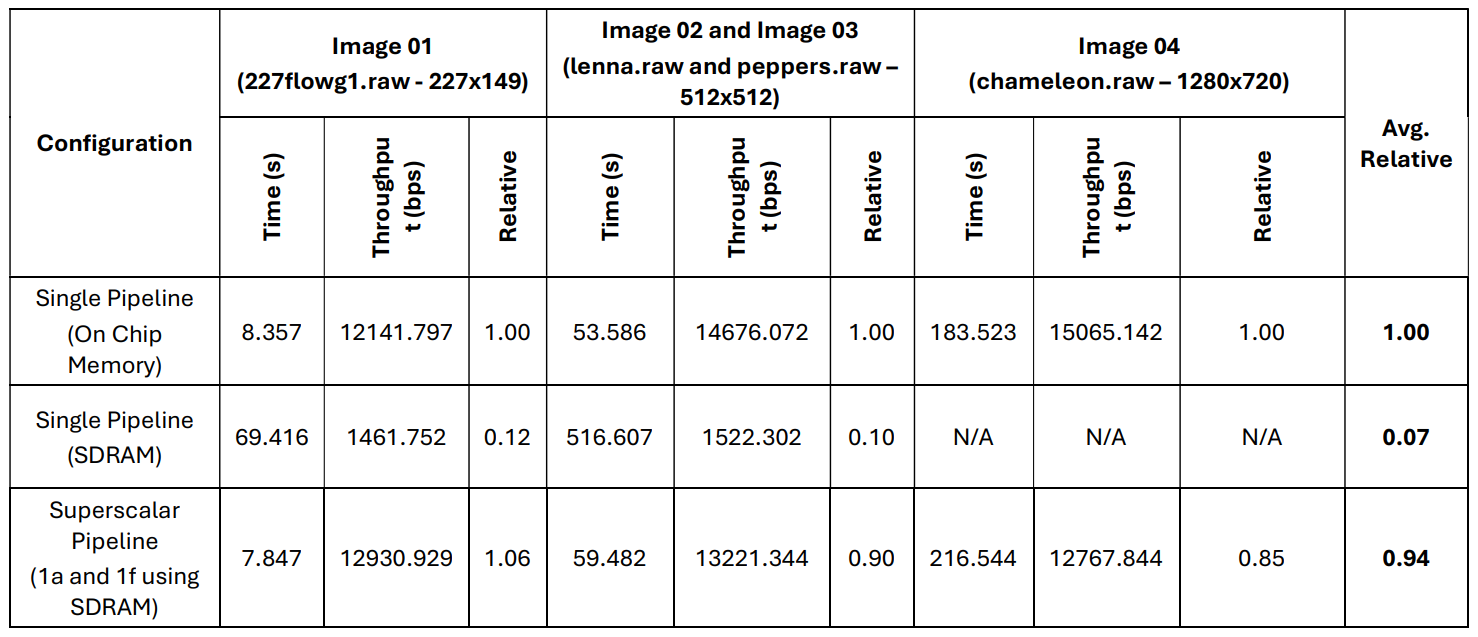 Configuration
Image 01
(227flowg1.raw - 227x149)
Image 02 and Image 03
(lenna.raw and peppers.raw –
512x512)
Image 04
(chameleon.raw – 1280x720)
Avg.
Relative
Time (s)
Throughpu
t (bps)
Relative
Time (s)
Throughpu
t (bps)
Relative
Time (s)
Throughpu
t (bps)
Relative
Single Pipeline
(On Chip
Memory)
8.357 12141.797 1.00 53.586 14676.072 1.00 183.523 15065.142 1.00 1.00
Single Pipeline
(SDRAM)
69.416 1461.752 0.12 516.607 1522.302 0.10 N/A N/A N/A 0.07
Superscalar
Pipeline
(1a and 1f using
SDRAM)
7.847 12930.929 1.06 59.482 13221.344 0.90 216.544 12767.844 0.85 0.94